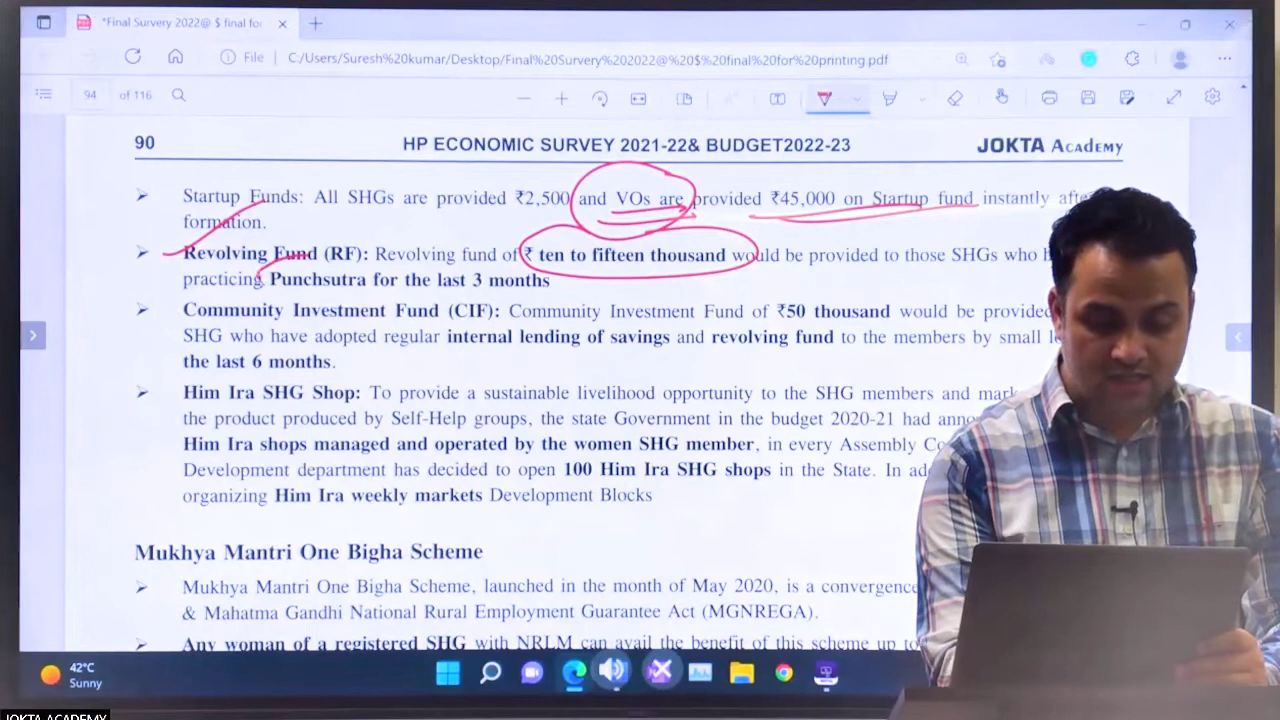 *Final Survery 2022@ $ final for
File
C:/Users/Suresh%20kumar/Desktop/Final%20Survery%202022@%20$%20final%20for%20printing.pdf
94 of 116
90 HP ECONOMIC SURVEY 2021-22& BUDGET2022-23 JOKTA ACADEMY
➢ Startup Funds: All SHGs are provided ₹2,500 and VOs are provided ₹45,000 on Startup fund instantly
formation.
➢ Revolving Fund (RF): Revolving fund of ₹ ten to fifteen thousand would be provided to those SHGs who
practicing Punchsutra for the last 3 months
➢ Community Investment Fund (CIF): Community Investment Fund of ₹50 thousand would be provided
SHG who have adopted regular internal lending of savings and revolving fund to the members by small
the last 6 months.
➢ Him Ira SHG Shop: To provide a sustainable livelihood opportunity to the SHG members and
the product produced by Self-Help groups, the state Government in the budget 2020-21 had
Him Ira shops managed and operated by the women SHG member, in every Assembly
Development department has decided to open 100 Him Ira SHG shops in the State. In
organizing Him Ira weekly markets Development Blocks
Mukhya Mantri One Bigha Scheme
➢ Mukhya Mantri One Bigha Scheme, launched in the month of May 2020, is a convergence
& Mahatma Gandhi National Rural Employment Guarantee Act (MGNREGA).
➢ Any woman of a registered SHG with NRLM can avail the benefit of this scheme up to
42°C
Sunny
JOKTA ACADEMY